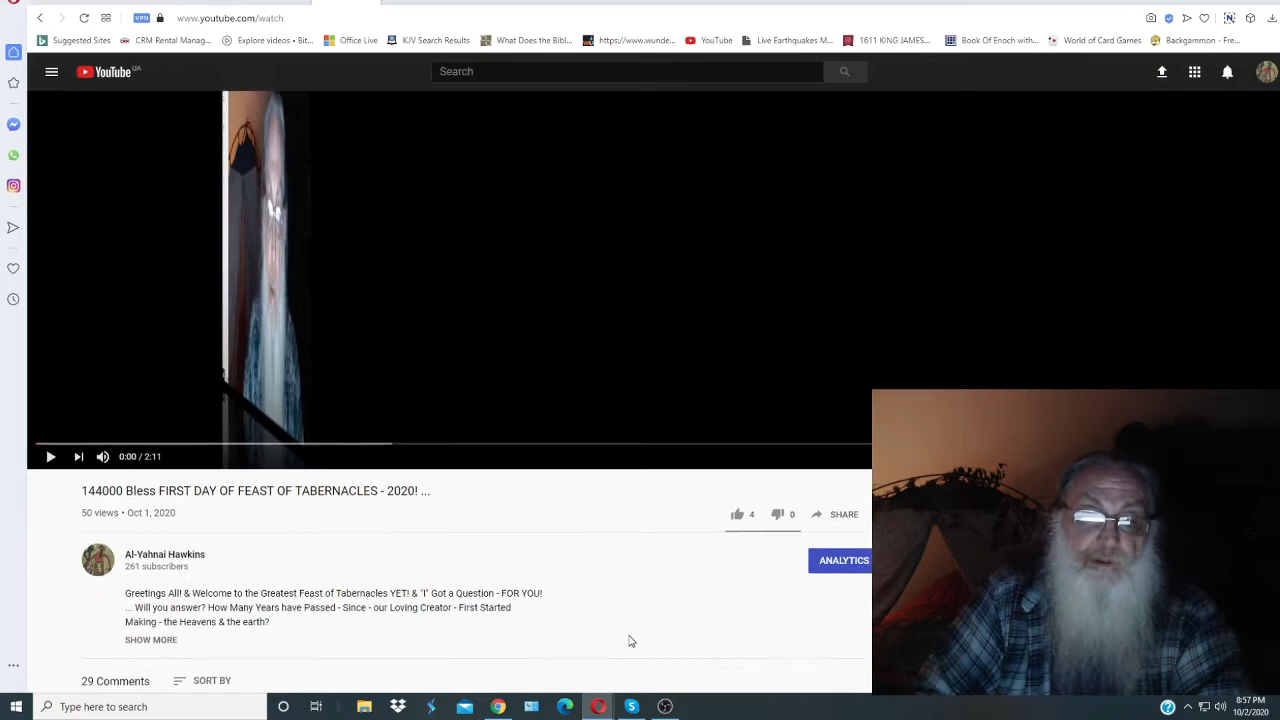 VPN www.youtube.com/watch
Suggested Sites CRM Rental Manag... Explore videos • Bit... Office Live KJV Search Results What Does the Bibl... https://www.wunde... YouTube Live Earthquakes M... 1611 KING JAMES... Book Of Enoch with... World of Card Games Backgammon - Fre...
YouTube UA Search
0:00 / 2:11
144000 Bless FIRST DAY OF FEAST OF TABERNACLES - 2020! ...
50 views • Oct 1, 2020 4 0 SHARE
Al-Yahnai Hawkins
261 subscribers
ANALYTICS
Greetings All! & Welcome to the Greatest Feast of Tabernacles YET! & "I" Got a Question - FOR YOU!
... Will you answer? How Many Years have Passed - Since - our Loving Creator - First Started
Making - the Heavens & the earth?
SHOW MORE
29 Comments SORT BY
Type here to search
8:57 PM
10/2/2020